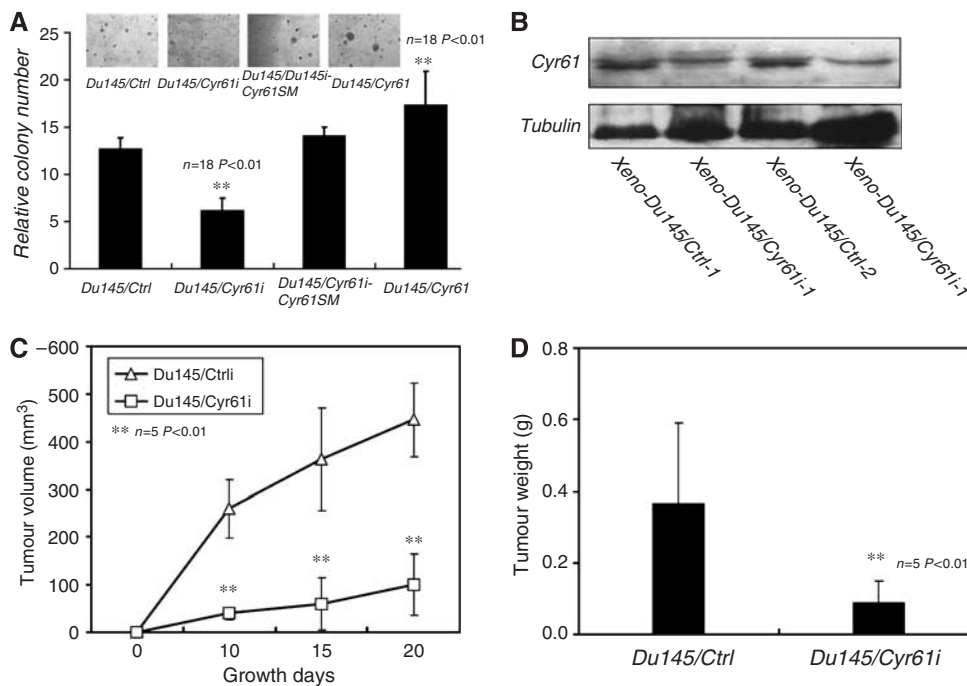 A
Relative colony number
25
20
15
10
5
0
Du145/Ctrl
Du145/Cyr61i
Du145/Du145i-
Cyr61SM
Du145/Cyr61
n=18 P<0.01
**
n=18 P<0.01
**
Du145/Ctrl
Du145/Cyr61i
Du145/Cyr61i-
Cyr61SM
Du145/Cyr61
B
Cyr61
Tubulin
Xeno-Du145/Ctrl-1
Xeno-Du145/Cyr61i-1
Xeno-Du145/Ctrl-2
Xeno-Du145/Cyr61i-1
C
Tumour volume (mm³)
–600
500
400
300
200
100
0
Du145/Ctrli
Du145/Cyr61i
** n=5 P<0.01
**
**
**
0
10
15
20
Growth days
D
Tumour weight (g)
0.8
0.6
0.4
0.2
0.0
**
n=5 P<0.01
Du145/Ctrl
Du145/Cyr61i